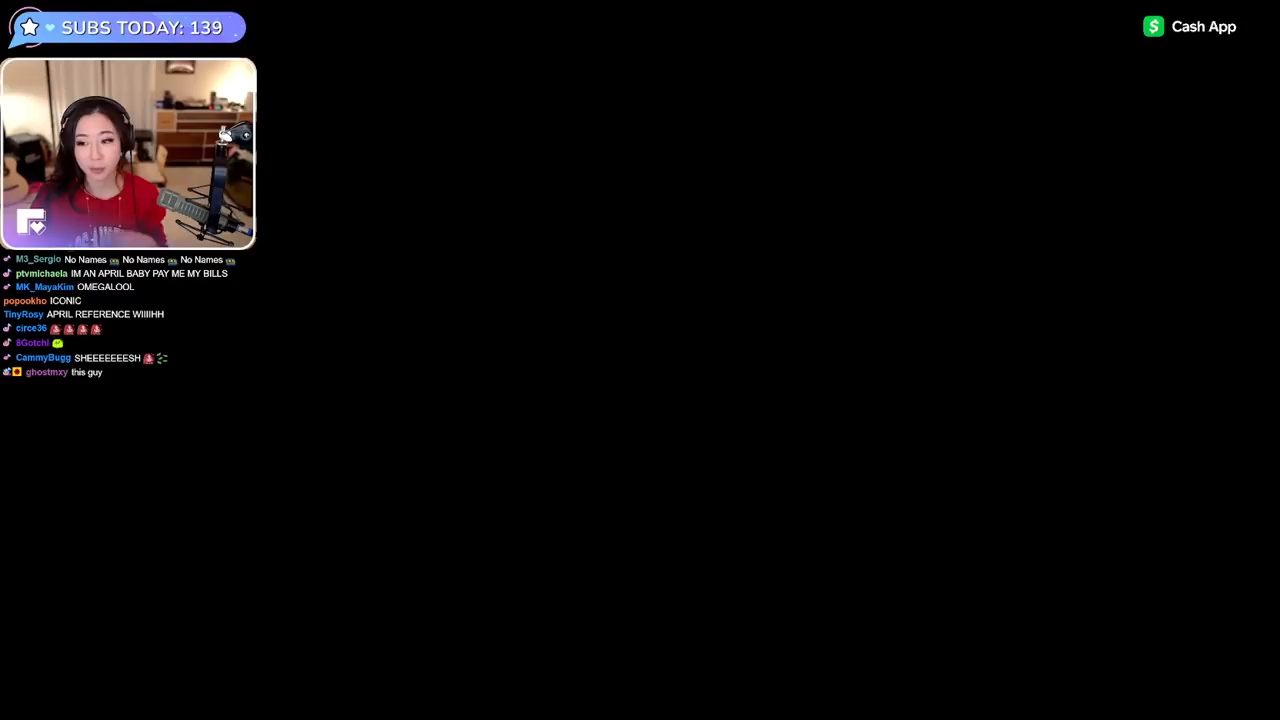 SUBS TODAY: 139
Cash App
M3_Sergio No Names No Names No Names
ptvmichaela IM AN APRIL BABY PAY ME MY BILLS
MK_MayaKim OMEGALOOL
popookho ICONIC
TinyRosy APRIL REFERENCE WIIIIHH
circe36
8Gotchi
CammyBugg SHEEEEEEESH
ghostmxy this guy